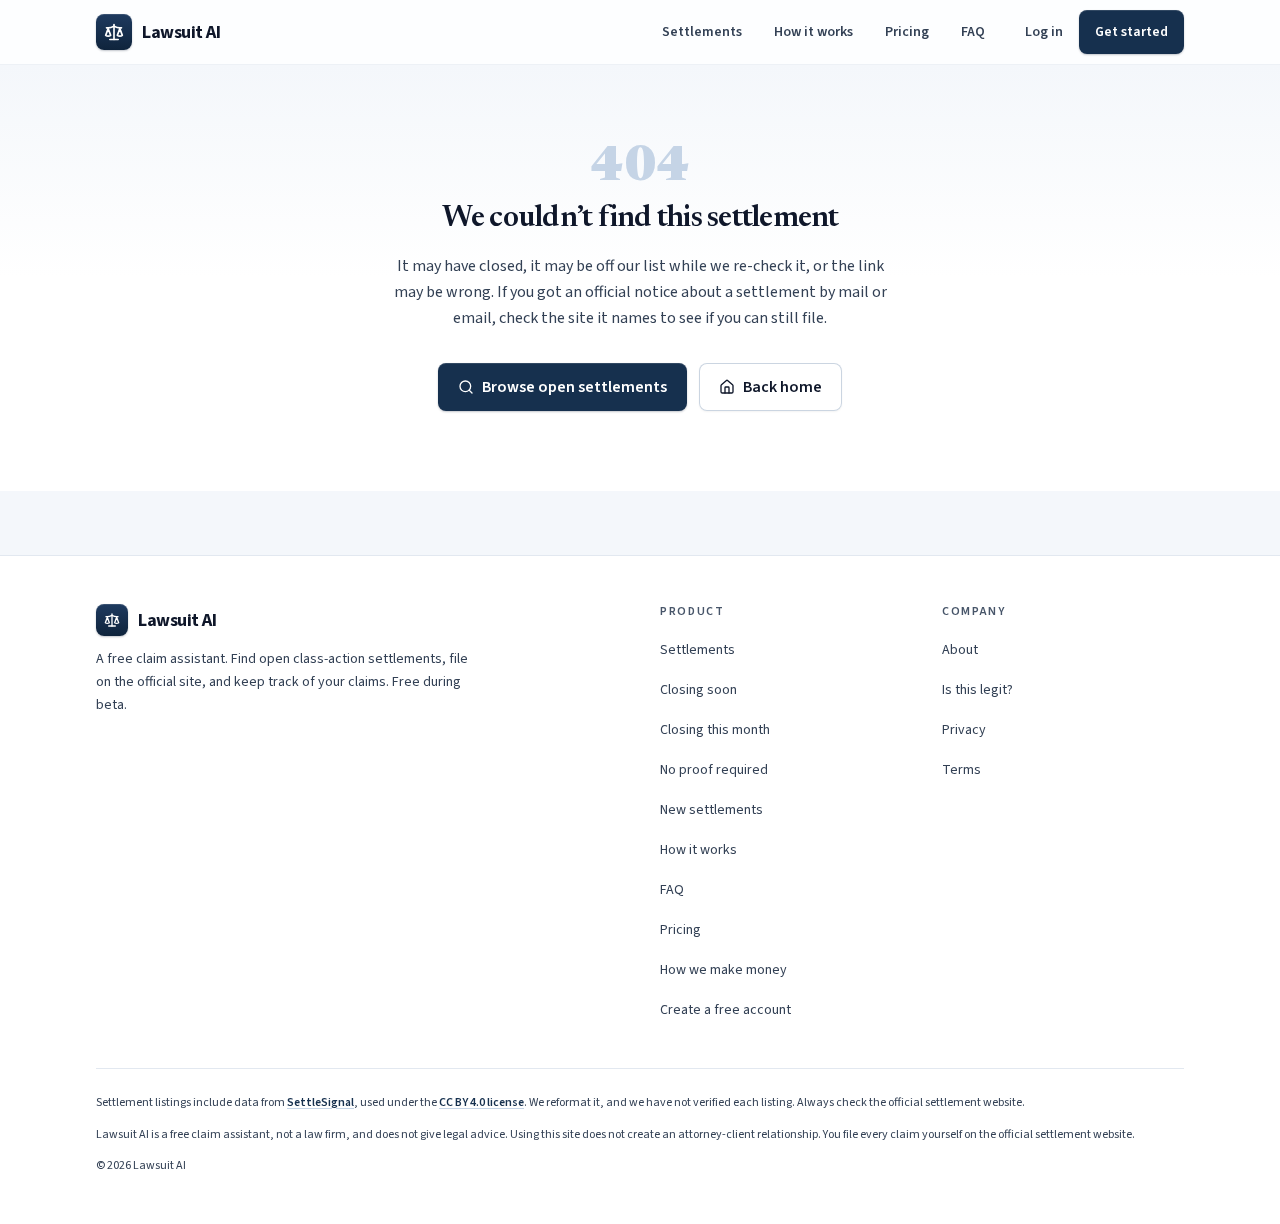 Lawsuit AI
Settlements
How it works
Pricing
FAQ
Log in
Get started
404
We couldn’t find this settlement
It may have closed, it may be off our list while we re-check it, or the link
may be wrong. If you got an official notice about a settlement by mail or
email, check the site it names to see if you can still file.
Browse open settlements
Back home
Lawsuit AI
A free claim assistant. Find open class-action settlements, file
on the official site, and keep track of your claims. Free during
beta.
PRODUCT
Settlements
Closing soon
Closing this month
No proof required
New settlements
How it works
FAQ
Pricing
How we make money
Create a free account
COMPANY
About
Is this legit?
Privacy
Terms
Settlement listings include data from SettleSignal, used under the CC BY 4.0 license. We reformat it, and we have not verified each listing. Always check the official settlement website.
Lawsuit AI is a free claim assistant, not a law firm, and does not give legal advice. Using this site does not create an attorney-client relationship. You file every claim yourself on the official settlement website.
© 2026 Lawsuit AI